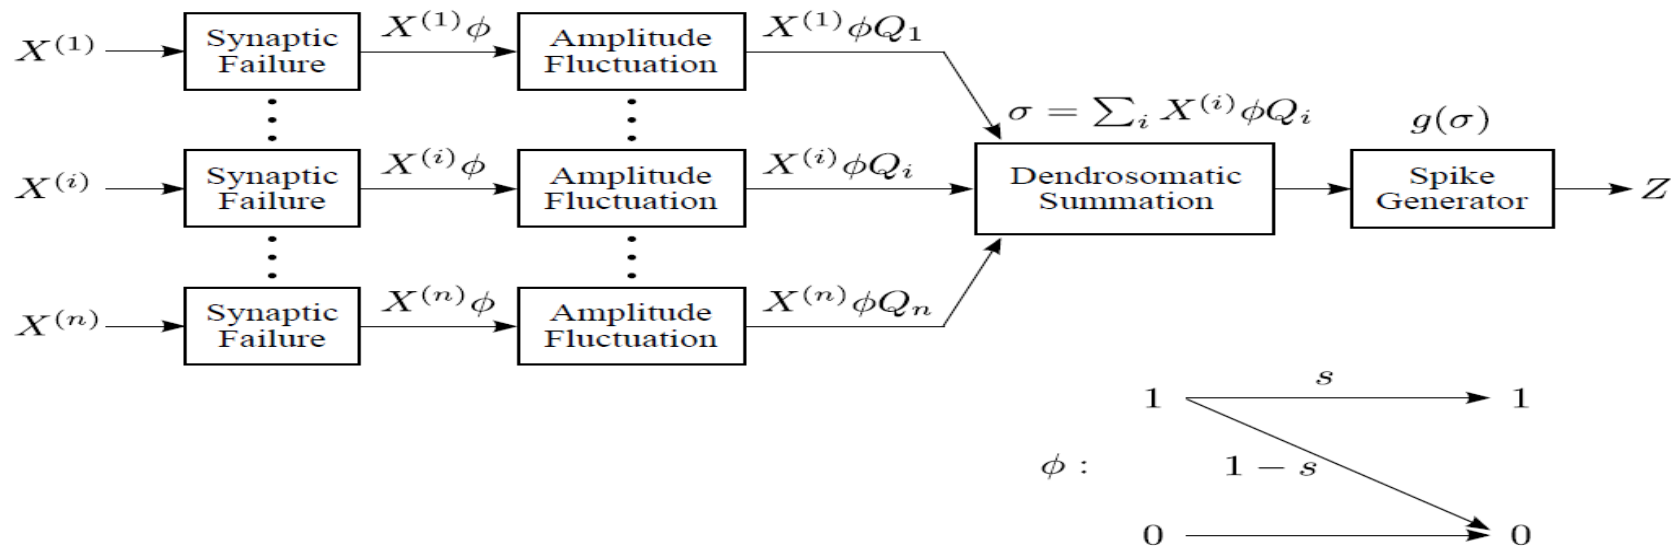 X^{(1)}
Synaptic
Failure
X^{(1)}ϕ
Amplitude
Fluctuation
X^{(1)}ϕQ_1
σ = ∑_i X^{(i)}ϕQ_i
g(σ)
X^{(i)}
Synaptic
Failure
X^{(i)}ϕ
Amplitude
Fluctuation
X^{(i)}ϕQ_i
Dendrosomatic
Summation
Spike
Generator
Z
X^{(n)}
Synaptic
Failure
X^{(n)}ϕ
Amplitude
Fluctuation
X^{(n)}ϕQ_n
s
1
1
ϕ :
1 − s
0
0